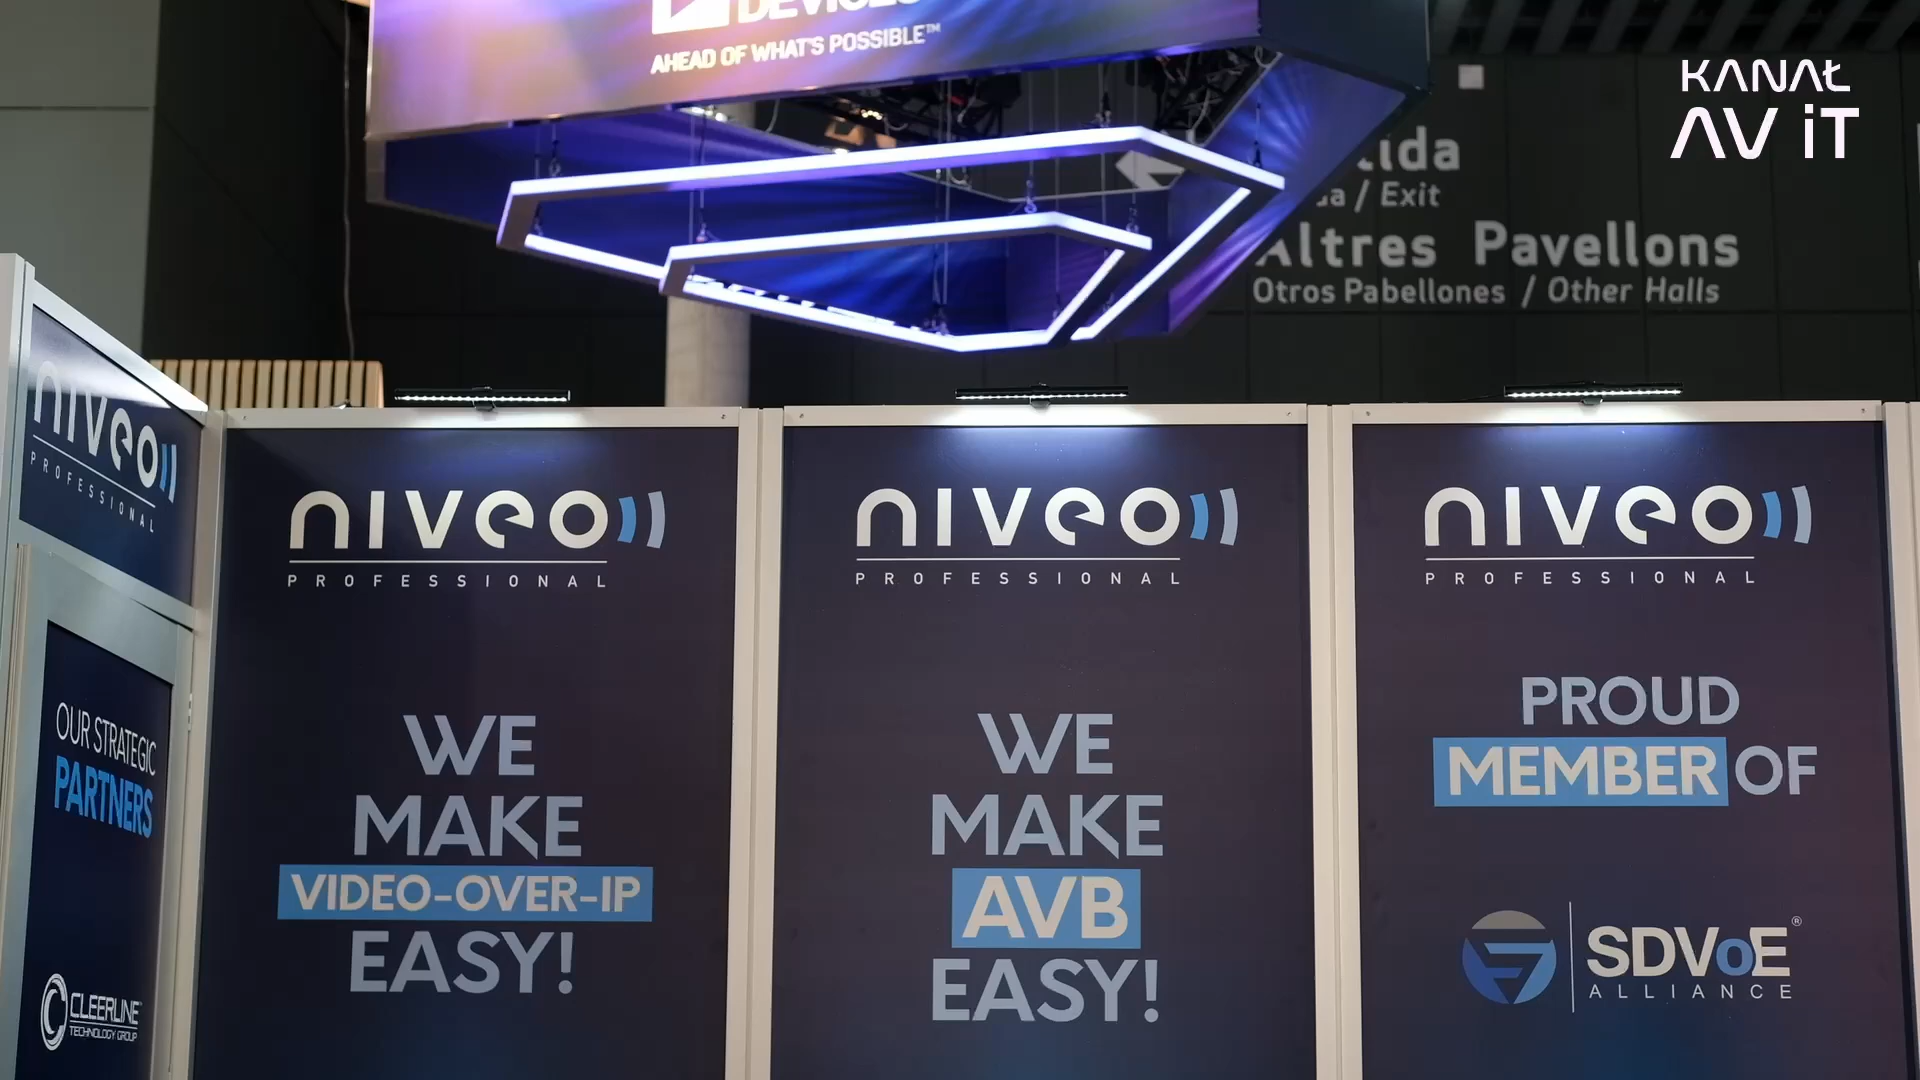 DEVICES
AHEAD OF WHAT'S POSSIBLE™
KANAŁ
AV iT
/ Exit
Altres Pavellons
Otros Pabellones / Other Halls
niveo
PROFESSIONAL
OUR STRATEGIC
PARTNERS
CLEERLINE
TECHNOLOGY GROUP
niveo
PROFESSIONAL
WE
MAKE
VIDEO-OVER-IP
EASY!
niveo
PROFESSIONAL
WE
MAKE
AVB
EASY!
niveo
PROFESSIONAL
PROUD
MEMBER OF
SDVoE®
ALLIANCE